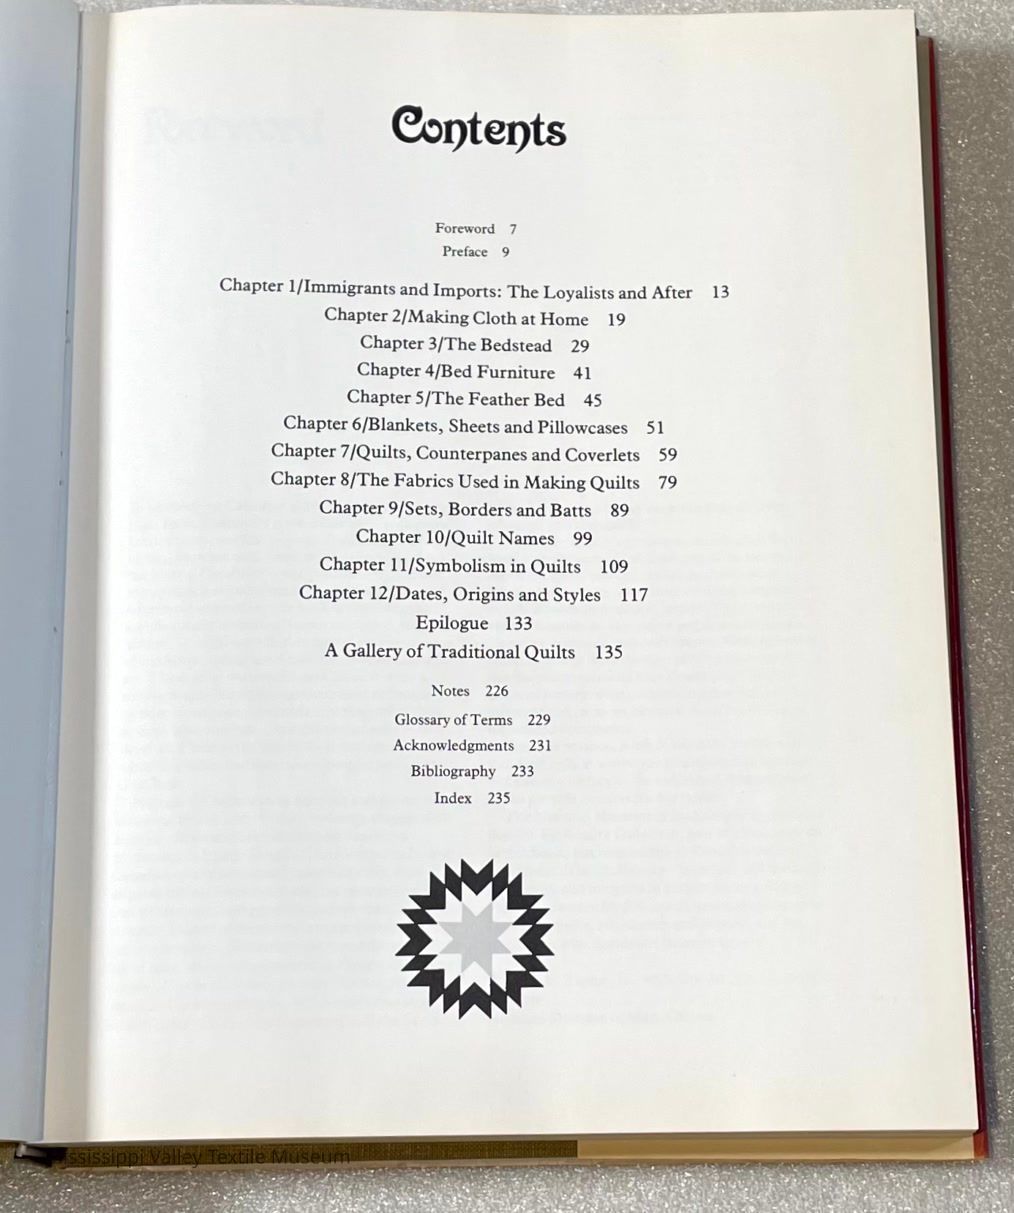 Contents
Foreword 7
Preface 9
Chapter 1/Immigrants and Imports: The Loyalists and After 13
Chapter 2/Making Cloth at Home 19
Chapter 3/The Bedstead 29
Chapter 4/Bed Furniture 41
Chapter 5/The Feather Bed 45
Chapter 6/Blankets, Sheets and Pillowcases 51
Chapter 7/Quilts, Counterpanes and Coverlets 59
Chapter 8/The Fabrics Used in Making Quilts 79
Chapter 9/Sets, Borders and Batts 89
Chapter 10/Quilt Names 99
Chapter 11/Symbolism in Quilts 109
Chapter 12/Dates, Origins and Styles 117
Epilogue 133
A Gallery of Traditional Quilts 135
Notes 226
Glossary of Terms 229
Acknowledgments 231
Bibliography 233
Index 235
Valley Textile Museum